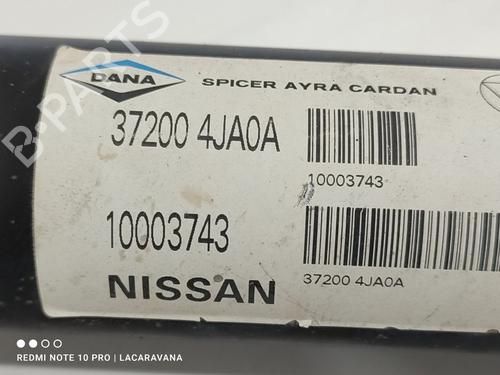 DANA
SPICER AYRA CARDAN
37200 4JA0A
10003743
10003743
NISSAN
37200 4JA0A
B-PARTS
REDMI NOTE 10 PRO | LACARAVANA